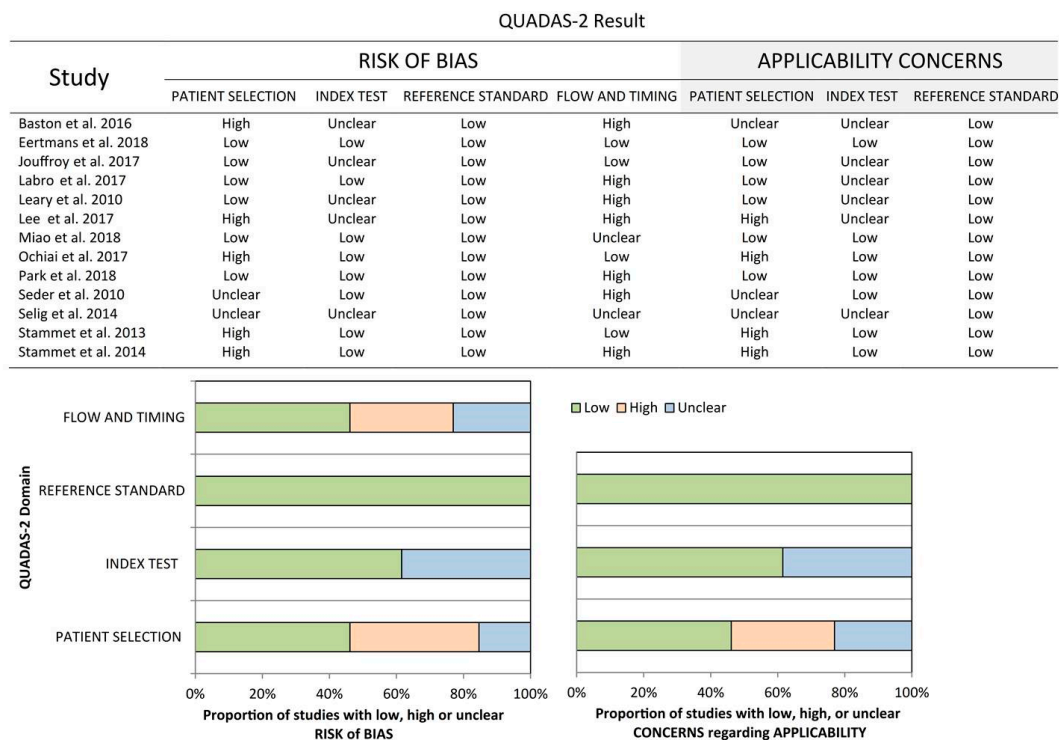 QUADAS-2 Result
Study RISK OF BIAS APPLICABILITY CONCERNS
PATIENT SELECTION INDEX TEST REFERENCE STANDARD FLOW AND TIMING PATIENT SELECTION INDEX TEST REFERENCE STANDARD
Baston et al. 2016 High Unclear Low High Unclear Unclear Low
Eertmans et al. 2018 Low Low Low Low Low Low Low
Jouffroy et al. 2017 Low Unclear Low Low Low Unclear Low
Labro et al. 2017 Low Low Low High Low Unclear Low
Leary et al. 2010 Low Unclear Low High Low Unclear Low
Lee et al. 2017 High Unclear Low High High Unclear Low
Miao et al. 2018 Low Low Low Unclear Low Low Low
Ochiai et al. 2017 High Low Low Low High Low Low
Park et al. 2018 Low Low Low High Low Low Low
Seder et al. 2010 Unclear Low Low High Unclear Low Low
Selig et al. 2014 Unclear Unclear Low Unclear Unclear Unclear Low
Stammet et al. 2013 High Low Low Low High Low Low
Stammet et al. 2014 High Low Low High High Low Low
QUADAS-2 Domain
FLOW AND TIMING
REFERENCE STANDARD
INDEX TEST
PATIENT SELECTION
0% 20% 40% 60% 80% 100%
Proportion of studies with low, high or unclear
RISK of BIAS
Low High Unclear
0% 20% 40% 60% 80% 100%
Proportion of studies with low, high, or unclear
CONCERNS regarding APPLICABILITY